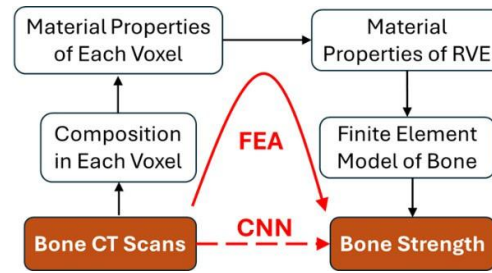 Material Properties
of Each Voxel
Material
Properties of RVE
Composition
in Each Voxel
FEA
Finite Element
Model of Bone
Bone CT Scans
CNN
Bone Strength